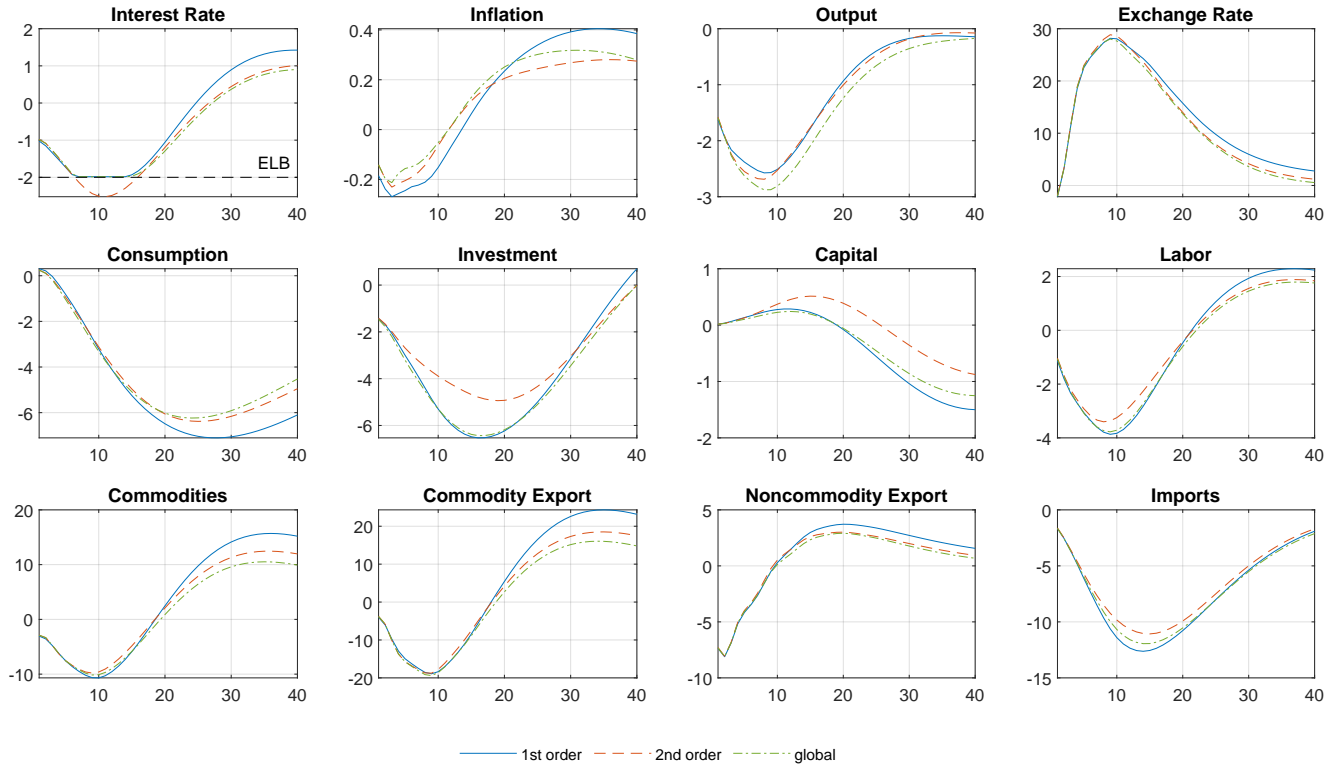 Interest Rate
Inflation
Output
Exchange Rate
2
1
0
1
-2
ELB
10 20 30 40
0.4
0.2
0
-0.2
10 20 30 40
0
-1
-2
-3
10 20 30 40
30
20
10
0
10 20 30 40
Consumption
Investment
Capital
Labor
0
-2
-4
-6
10 20 30 40
0
-2
-4
-6
10 20 30 40
1
0
-1
-2
10 20 30 40
2
0
-2
-4
10 20 30 40
Commodities
Commodity Export
Noncommodity Export
Imports
20
10
0
-10
10 20 30 40
20
10
0
-10
-20
10 20 30 40
5
0
-5
-10
10 20 30 40
0
-5
-10
-15
10 20 30 40
1st order 2nd order global